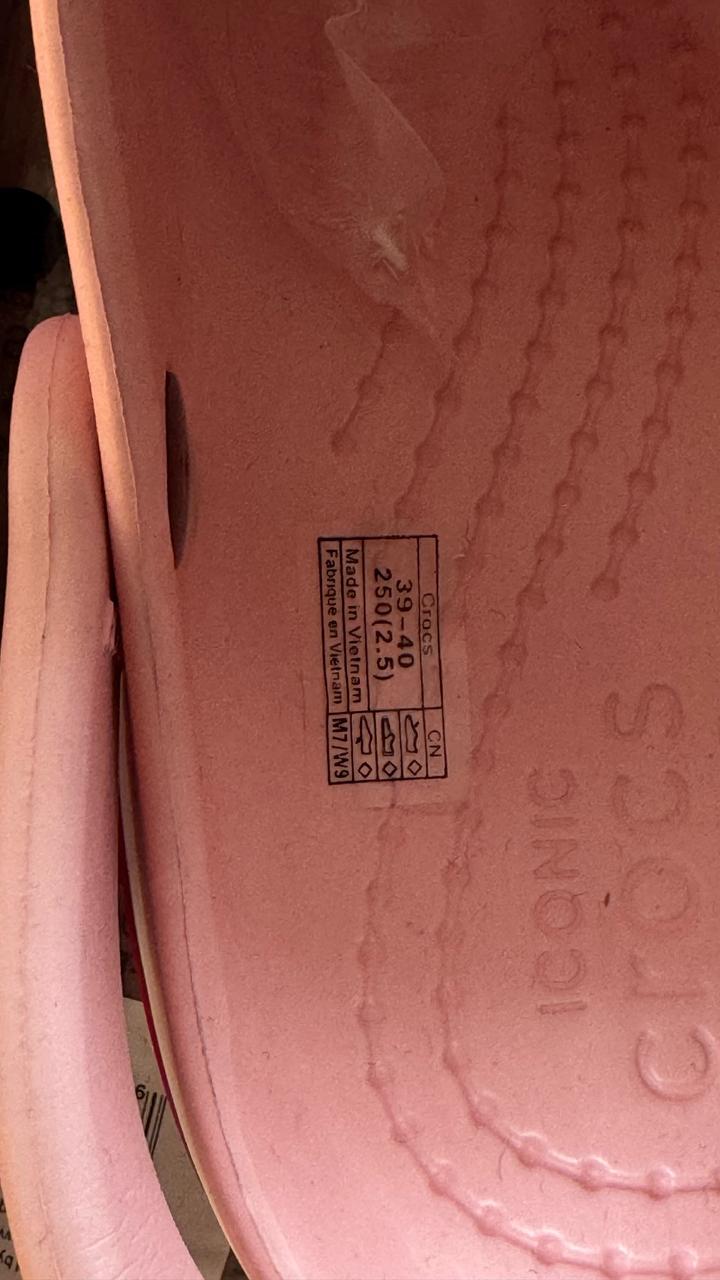 Crocs
CN
39-40
250(2.5)
Made in Vietnam
Fabriqué en Vietnam
M7/W9
ICONIC
crocs